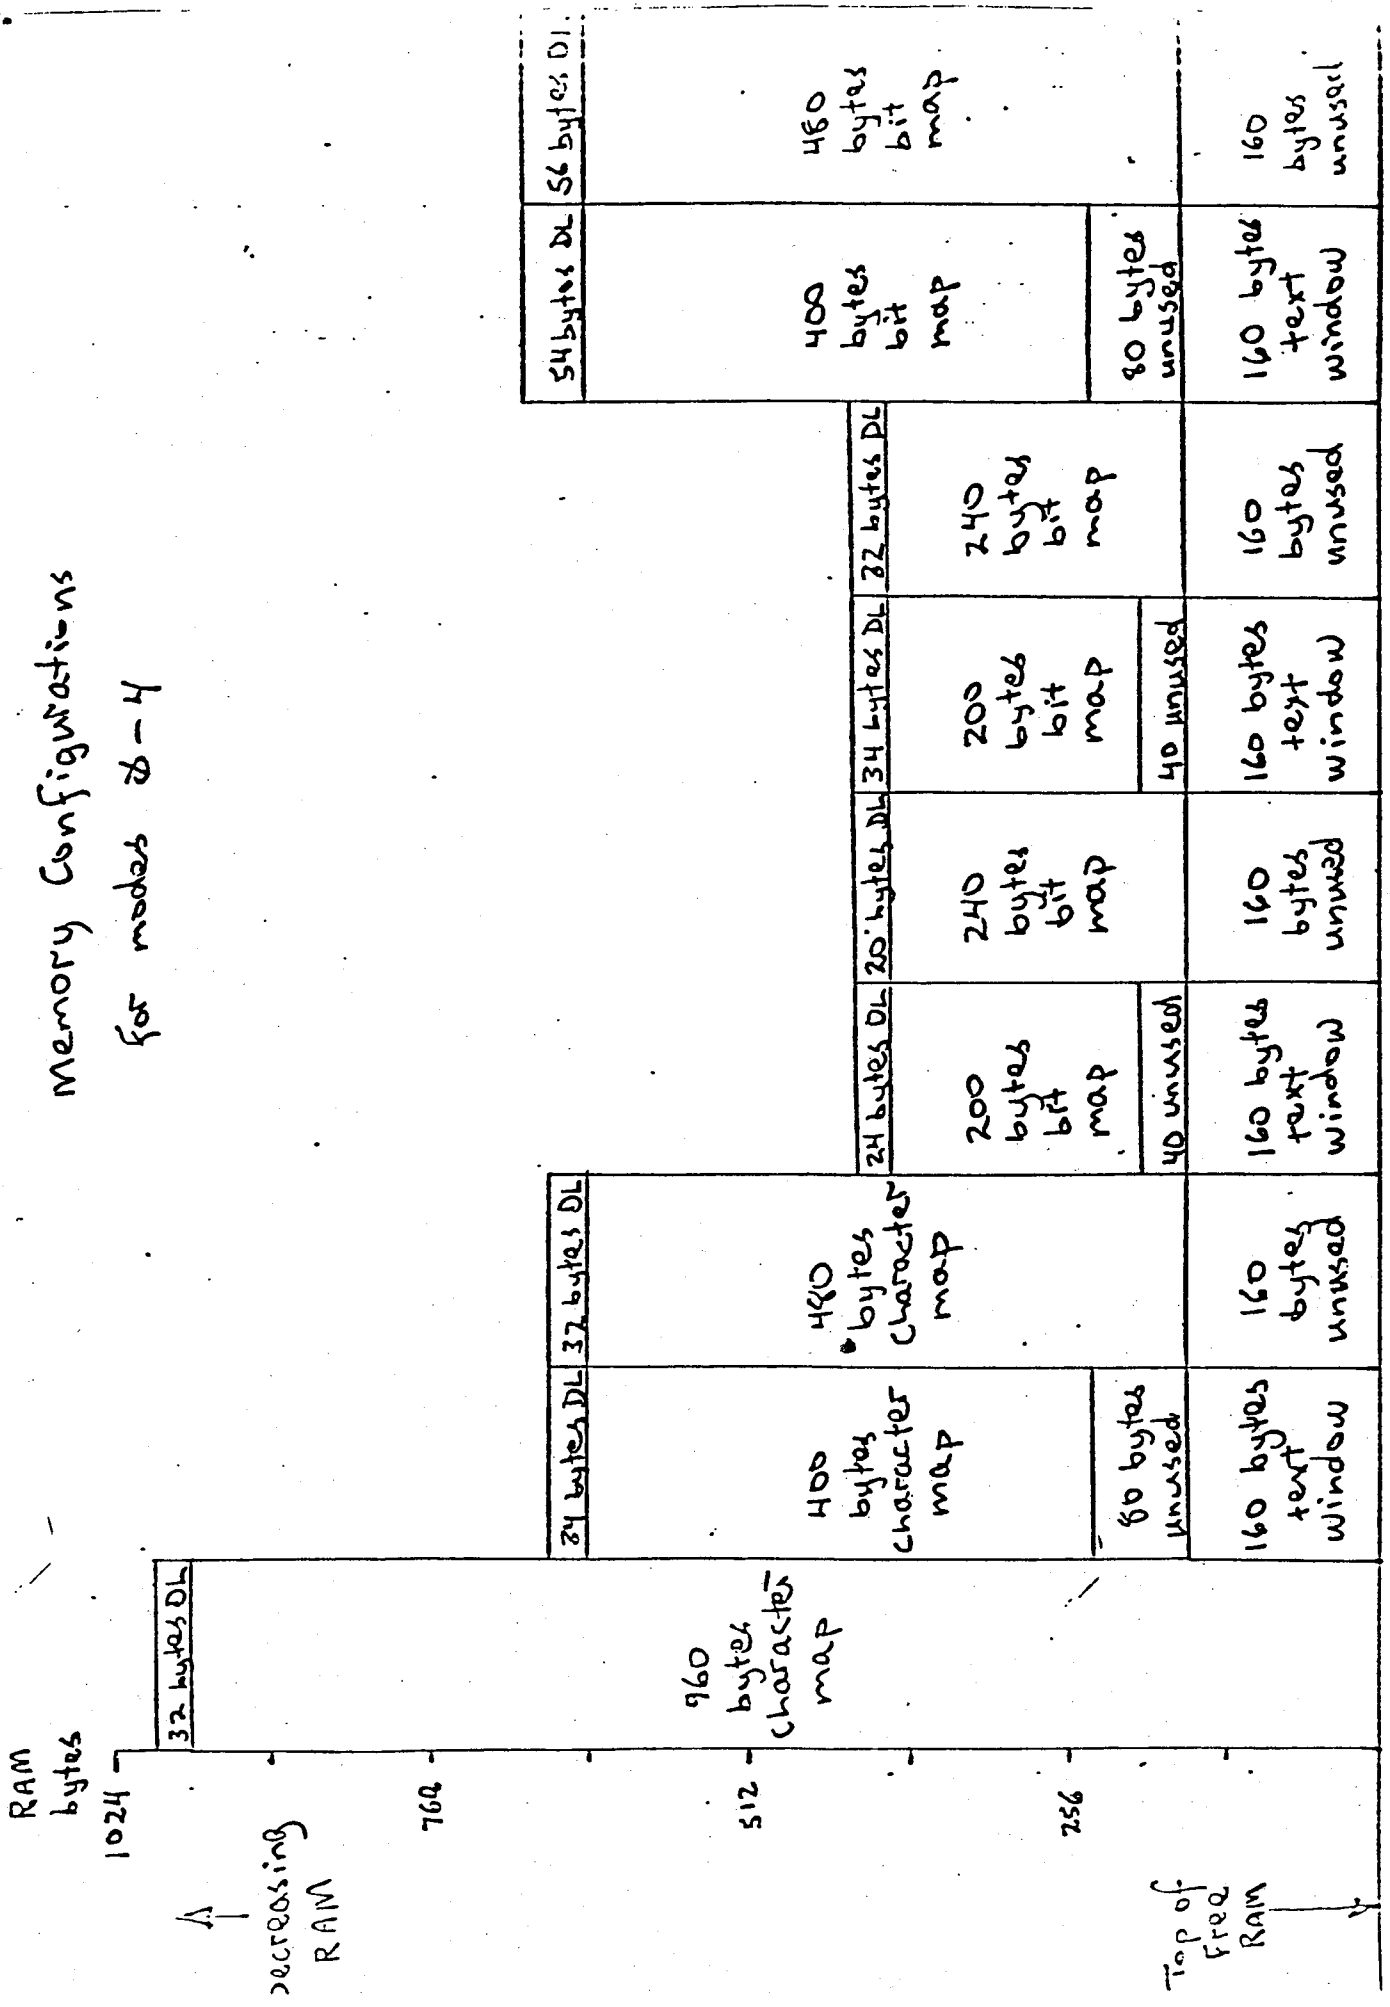 Memory Configurations
for modes 0-4
RAM
bytes
1024
768
512
256
Decreasing
RAM
Top of
Free
RAM
32 bytes DL
960
bytes
character
map
34 bytes DL
400
bytes
character
map
80 bytes
unused
160 bytes
text
window
32 bytes DL
480
bytes
character
map
160
bytes
unused
24 bytes DL
200
bytes
bit
map
40 unused
160 bytes
text
window
20 bytes DL
240
bytes
bit
map
160
bytes
unused
34 bytes DL
200
bytes
bit
map
40 unused
160 bytes
text
window
32 bytes DL
240
bytes
bit
map
160
bytes
unused
54 bytes DL
400
bytes
bit
map
80 bytes
unused
160 bytes
text
window
56 bytes DL
480
bytes
bit
map
160
bytes
unused